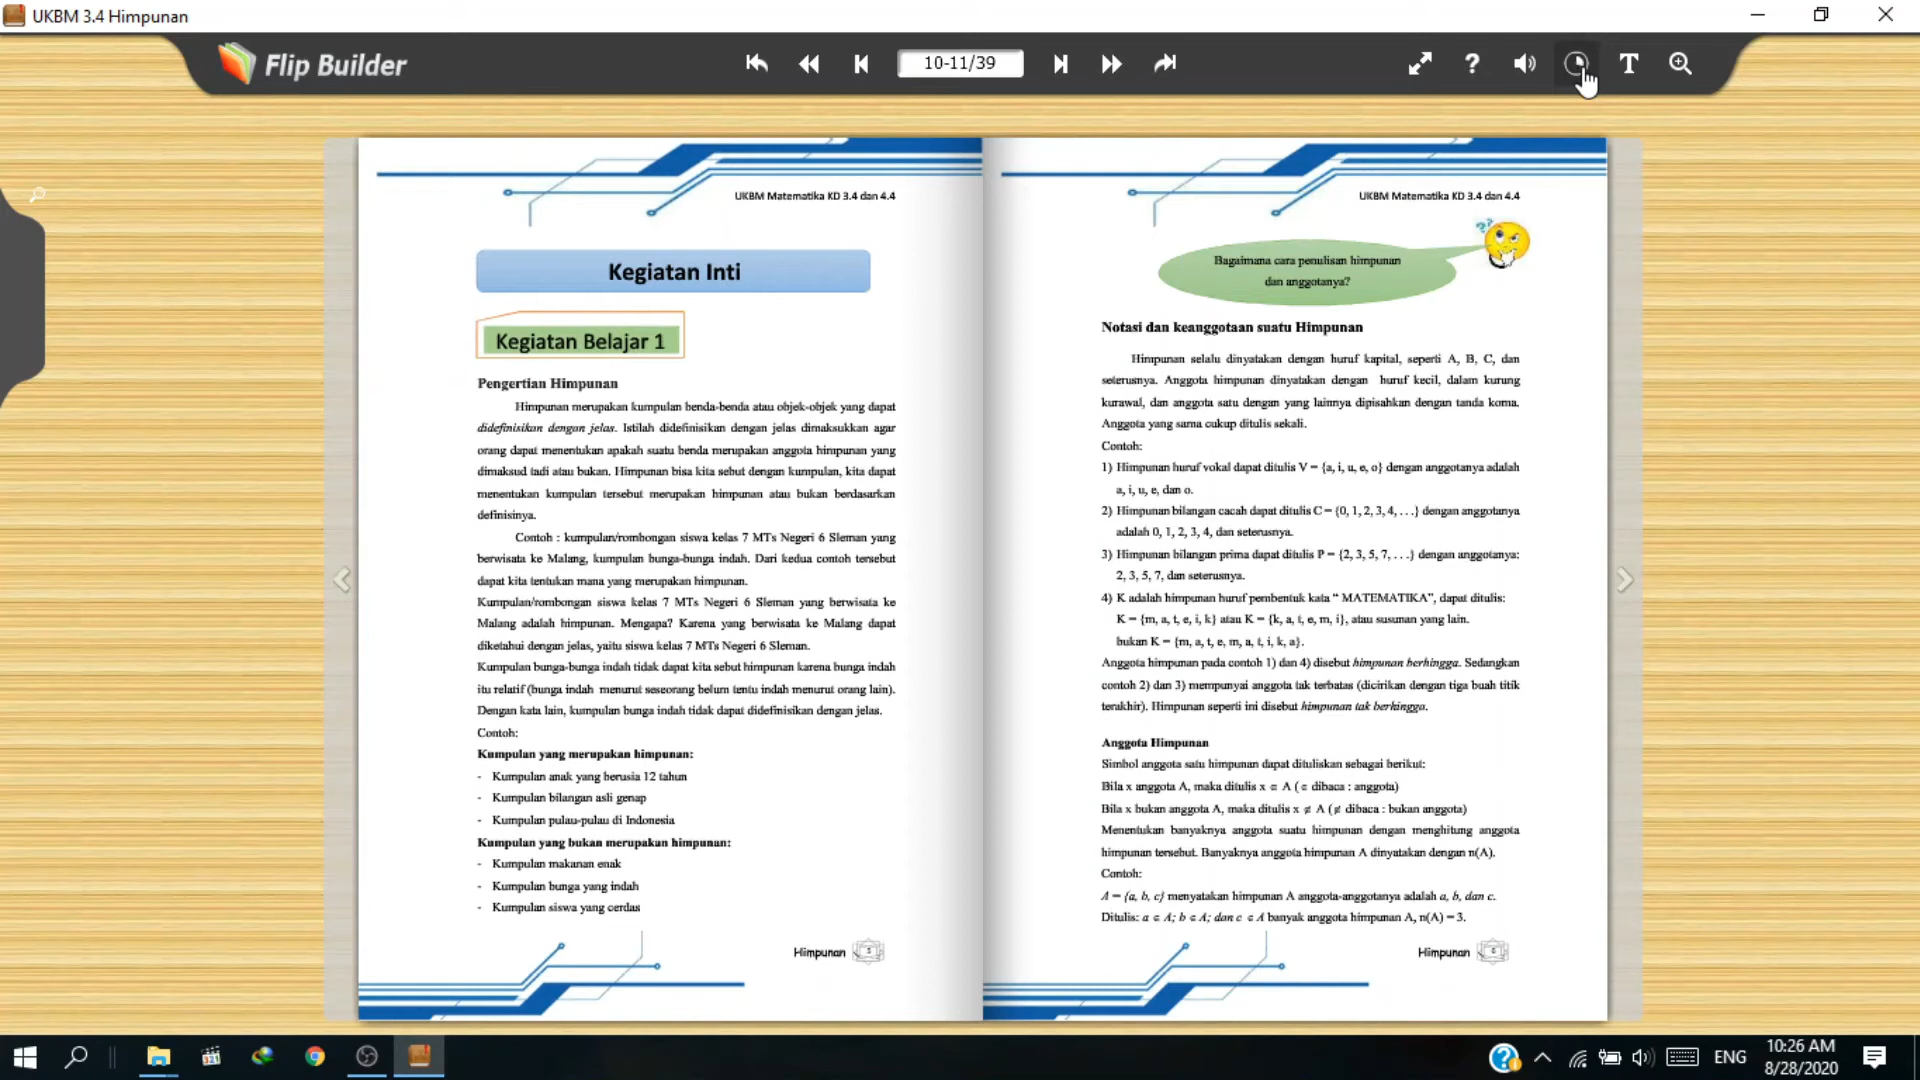 UKBM 3.4 Himpunan
Flip Builder
10-11/39
UKBM Matematika KD 3.4 dan 4.4
Kegiatan Inti
Kegiatan Belajar 1
Pengertian Himpunan
Himpunan merupakan kumpulan benda-benda atau objek-objek yang dapat
didefinisikan dengan jelas. Istilah didefinisikan dengan jelas dimaksukkan agar
orang dapat menentukan apakah suatu benda merupakan anggota himpunan yang
dimaksud tadi atau bukan. Himpunan bisa kita sebut dengan kumpulan, kita dapat
menentukan kumpulan tersebut merupakan himpunan atau bukan berdasarkan
definisinya.
Contoh : kumpulan/rombongan siswa kelas 7 MTs Negeri 6 Sleman yang
berwisata ke Malang, kumpulan bunga-bunga indah. Dari kedua contoh tersebut
dapat kita tentukan mana yang merupakan himpunan.
Kumpulan/rombongan siswa kelas 7 MTs Negeri 6 Sleman yang berwisata ke
Malang adalah himpunan. Mengapa? Karena yang berwisata ke Malang dapat
diketahui dengan jelas, yaitu siswa kelas 7 MTs Negeri 6 Sleman.
Kumpulan bunga-bunga indah tidak dapat kita sebut himpunan karena bunga indah
itu relatif (bunga indah menurut seseorang belum tentu indah menurut orang lain).
Dengan kata lain, kumpulan bunga indah tidak dapat didefinisikan dengan jelas.
Contoh:
Kumpulan yang merupakan himpunan:
- Kumpulan anak yang berusia 12 tahun
- Kumpulan bilangan asli genap
- Kumpulan pulau-pulau di Indonesia
Kumpulan yang bukan merupakan himpunan:
- Kumpulan makanan enak
- Kumpulan bunga yang indah
- Kumpulan siswa yang cerdas
Himpunan 5
UKBM Matematika KD 3.4 dan 4.4
Bagaimana cara penulisan himpunan
dan anggotanya?
Notasi dan keanggotaan suatu Himpunan
Himpunan selalu dinyatakan dengan huruf kapital, seperti A, B, C, dan
seterusnya. Anggota himpunan dinyatakan dengan huruf kecil, dalam kurung
kurawal, dan anggota satu dengan yang lainnya dipisahkan dengan tanda koma.
Anggota yang sama cukup ditulis sekali.
Contoh:
1) Himpunan huruf vokal dapat ditulis V = {a, i, u, e, o} dengan anggotanya adalah
a, i, u, e, dan o.
2) Himpunan bilangan cacah dapat ditulis C = {0, 1, 2, 3, 4, . . .} dengan anggotanya
adalah 0, 1, 2, 3, 4, dan seterusnya.
3) Himpunan bilangan prima dapat ditulis P = {2, 3, 5, 7, . . .} dengan anggotanya:
2, 3, 5, 7, dan seterusnya.
4) K adalah himpunan huruf pembentuk kata “ MATEMATIKA”, dapat ditulis:
K = {m, a, t, e, i, k} atau K = {k, a, t, e, m, i}, atau susunan yang lain.
bukan K = {m, a, t, e, m, a, t, i, k, a}.
Anggota himpunan pada contoh 1) dan 4) disebut himpunan berhingga. Sedangkan
contoh 2) dan 3) mempunyai anggota tak terbatas (dicirikan dengan tiga buah titik
terakhir). Himpunan seperti ini disebut himpunan tak berhingga.
Anggota Himpunan
Simbol anggota satu himpunan dapat dituliskan sebagai berikut:
Bila x anggota A, maka ditulis x ∈ A ( ∈ dibaca : anggota)
Bila x bukan anggota A, maka ditulis x ∉ A ( ∉ dibaca : bukan anggota)
Menentukan banyaknya anggota suatu himpunan dengan menghitung anggota
himpunan tersebut. Banyaknya anggota himpunan A dinyatakan dengan n(A).
Contoh:
A = {a, b, c} menyatakan himpunan A anggota-anggotanya adalah a, b, dan c.
Ditulis: a ∈ A; b ∈ A; dan c ∈ A banyak anggota himpunan A, n(A) = 3.
Himpunan 6
ENG
10:26 AM
8/28/2020